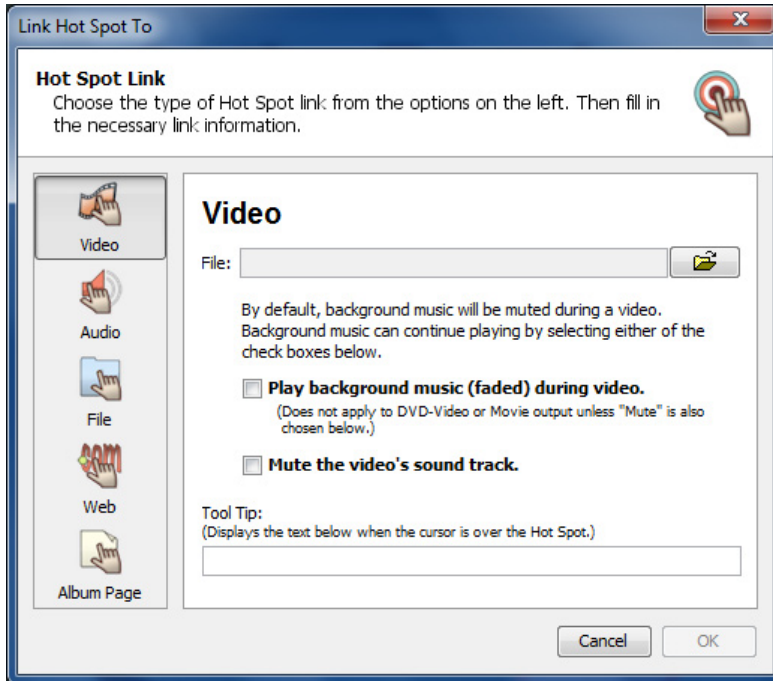 Link Hot Spot To
Hot Spot Link
Choose the type of Hot Spot link from the options on the left. Then fill in
the necessary link information.
Video
Audio
File
Web
Album Page
Video
File:
By default, background music will be muted during a video.
Background music can continue playing by selecting either of the
check boxes below.
Play background music (faded) during video.
(Does not apply to DVD-Video or Movie output unless "Mute" is also
chosen below.)
Mute the video's sound track.
Tool Tip:
(Displays the text below when the cursor is over the Hot Spot.)
Cancel
OK